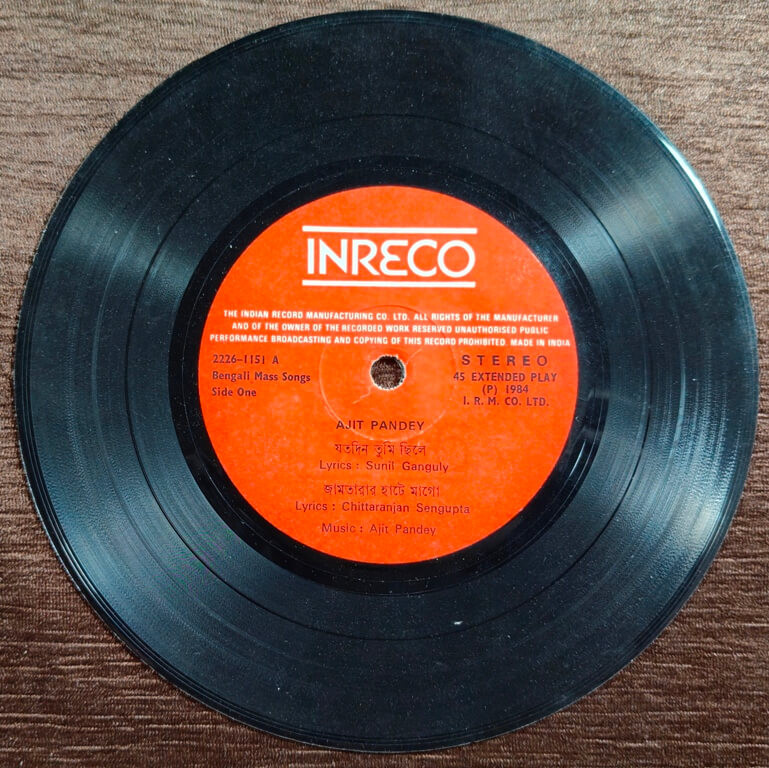 INRECO
THE INDIAN RECORD MANUFACTURING CO. LTD. ALL RIGHTS OF THE MANUFACTURER
AND OF THE OWNER OF THE RECORDED WORK RESERVED UNAUTHORISED PUBLIC
PERFORMANCE BROADCASTING AND COPYING OF THIS RECORD PROHIBITED. MADE IN INDIA
2226-1151 A
Bengali Mass Songs
Side One
STEREO
45 EXTENDED PLAY
(P) 1984
I. R. M. CO. LTD.
AJIT PANDEY
যতদিন তুমি ছিলে
Lyrics : Sunil Ganguly
জামতারার হাটে মাগো
Lyrics : Chittaranjan Sengupta
Music : Ajit Pandey